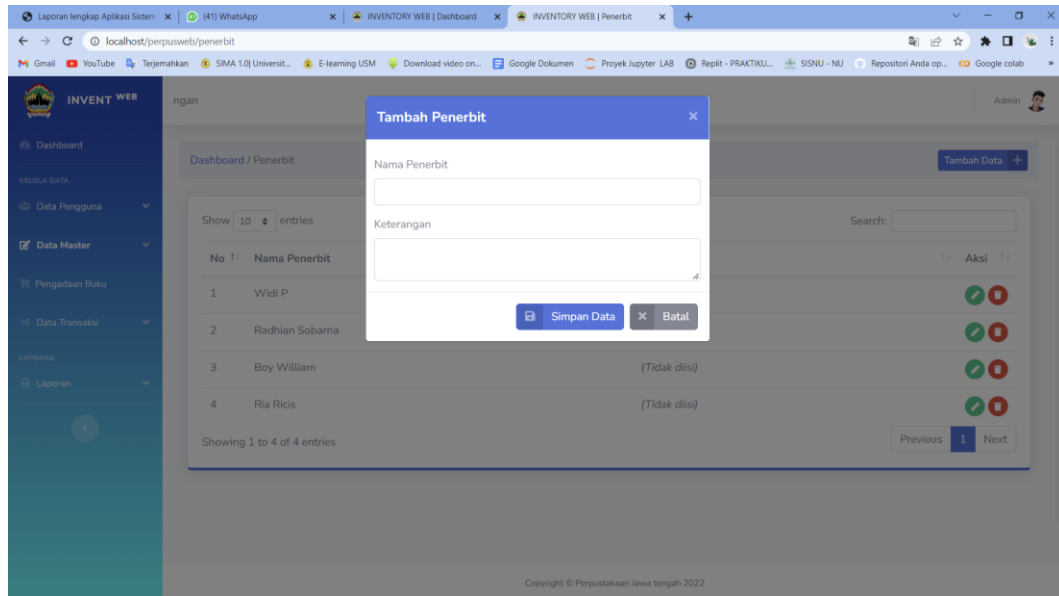 Laporan lengkap Aplikasi Sistem
(41) WhatsApp
INVENTORY WEB | Dashboard
INVENTORY WEB | Penerbit
localhost/perpusweb/penerbit
Gmail YouTube Terjemahkan SIMA 1.0| Universit... E-learning USM Download video on... Google Dokumen Proyek Jupyter LAB Replit - PRAKTIKU... SISNU - NU Repositori Anda op... Google colab »
INVENT WEB
ngan
Admin
Dashboard
KELOLA DATA
Data Pengguna
Data Master
Pengadaan Buku
Data Transaksi
LAPORAN
Laporan
Dashboard / Penerbit
Tambah Data +
Show 10 entries
Search:
No Nama Penerbit Aksi
1 Widi P
2 Radhian Sobarna
3 Boy William (Tidak diisi)
4 Ria Ricis (Tidak diisi)
Showing 1 to 4 of 4 entries
Previous 1 Next
Tambah Penerbit ×
Nama Penerbit
Keterangan
Simpan Data
Batal
Copyright © Perpustakaan Jawa tengah 2022